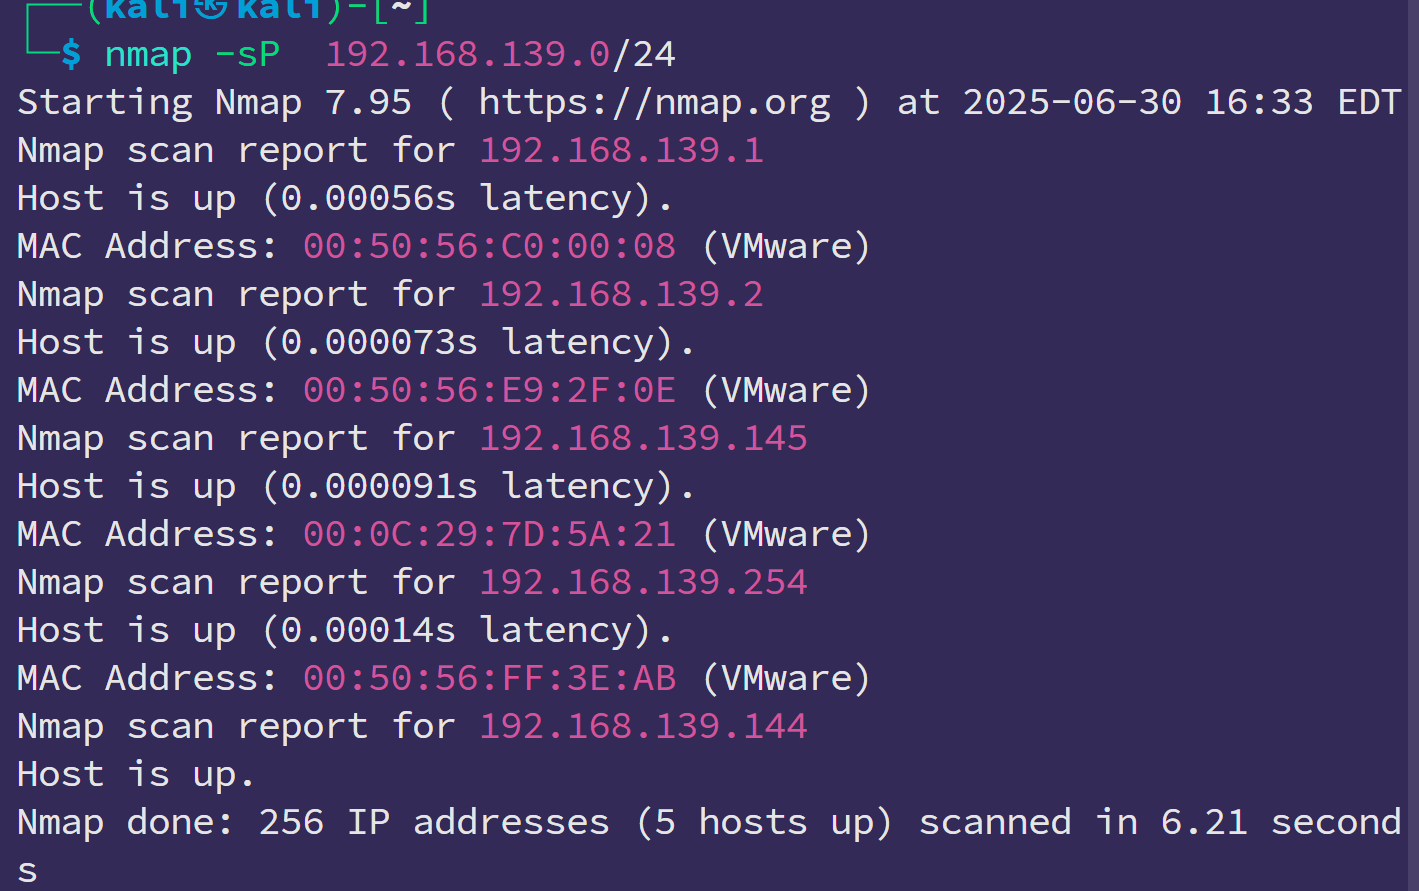 ┌──(kali㉿kali)-[~]
└─$ nmap -sP  192.168.139.0/24
Starting Nmap 7.95 ( https://nmap.org ) at 2025-06-30 16:33 EDT
Nmap scan report for 192.168.139.1
Host is up (0.00056s latency).
MAC Address: 00:50:56:C0:00:08 (VMware)
Nmap scan report for 192.168.139.2
Host is up (0.000073s latency).
MAC Address: 00:50:56:E9:2F:0E (VMware)
Nmap scan report for 192.168.139.145
Host is up (0.000091s latency).
MAC Address: 00:0C:29:7D:5A:21 (VMware)
Nmap scan report for 192.168.139.254
Host is up (0.00014s latency).
MAC Address: 00:50:56:FF:3E:AB (VMware)
Nmap scan report for 192.168.139.144
Host is up.
Nmap done: 256 IP addresses (5 hosts up) scanned in 6.21 second
s